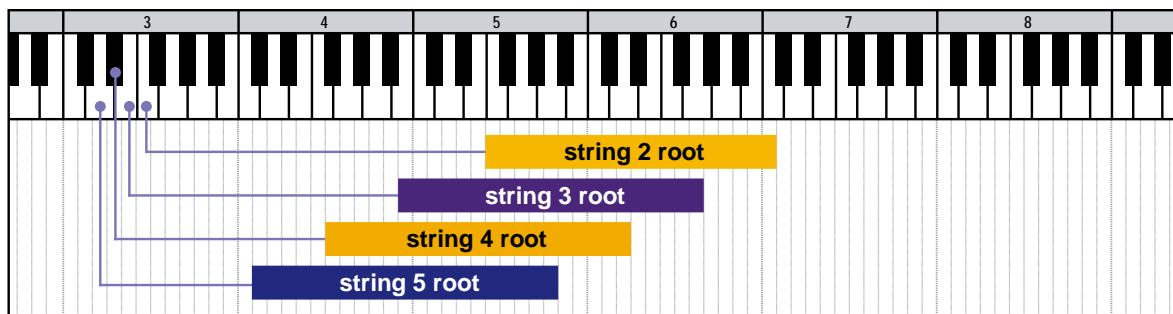 3 4 5 6 7 8
string 2 root
string 3 root
string 4 root
string 5 root